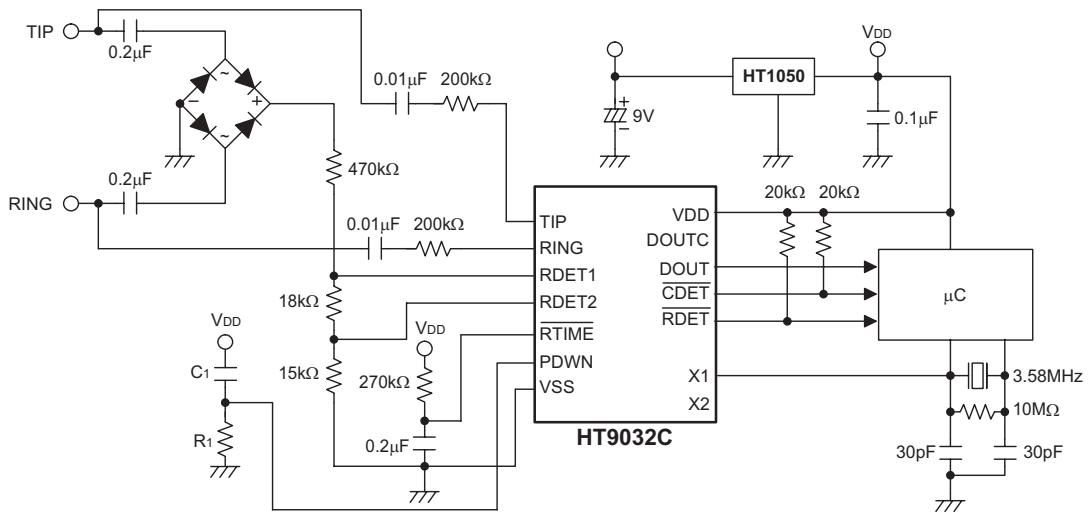 TIP
0.2μF
~
−
+
~
0.2μF
RING
0.01μF
200kΩ
470kΩ
0.01μF
200kΩ
18kΩ
15kΩ
VDD
C1
R1
VDD
270kΩ
0.2μF
TIP
RING
RDET1
RDET2
RTIME
PDWN
VSS
VDD
DOUTC
DOUT
CDET
RDET
X1
X2
HT9032C
+
−
9V
HT1050
VDD
0.1μF
20kΩ
20kΩ
μC
3.58MHz
10MΩ
30pF
30pF